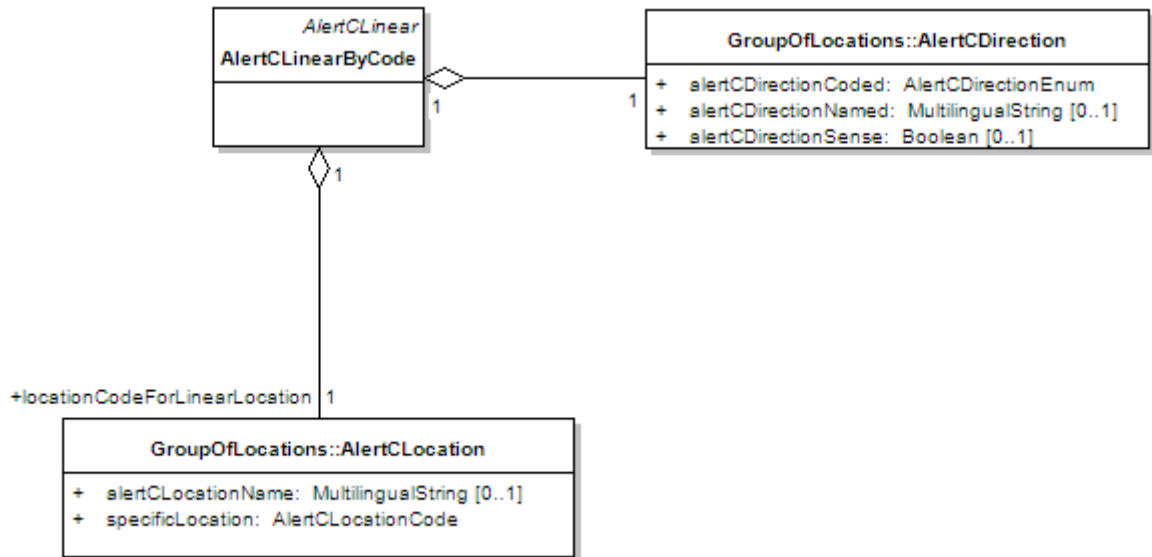 AlertCLinear
AlertCLinearByCode
1
1
GroupOfLocations::AlertCDirection
+ alertCDirectionCoded: AlertCDirectionEnum
+ alertCDirectionNamed: MultilingualString [0..1]
+ alertCDirectionSense: Boolean [0..1]
1
+locationCodeForLinearLocation 1
GroupOfLocations::AlertCLocation
+ alertCLocationName: MultilingualString [0..1]
+ specificLocation: AlertCLocationCode